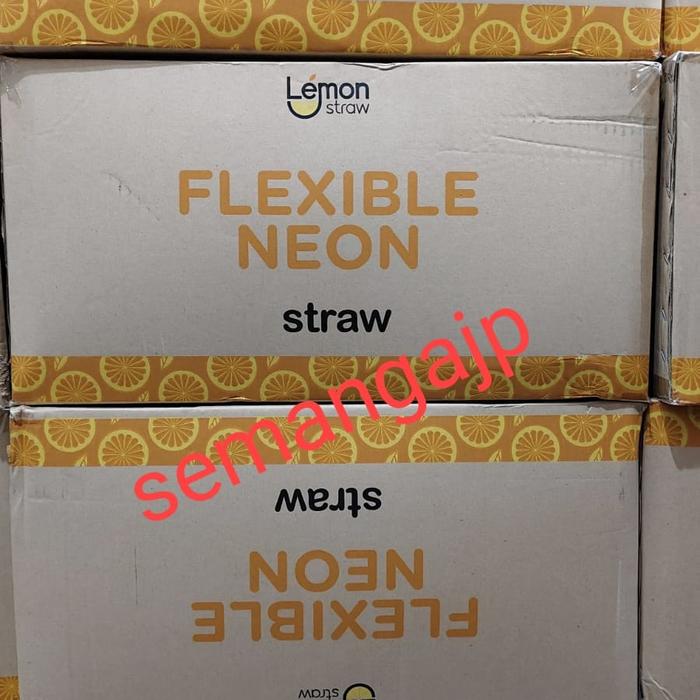 Lemon
straw
FLEXIBLE
NEON
straw
semangajp
straw
NEON
FLEXIBLE
straw